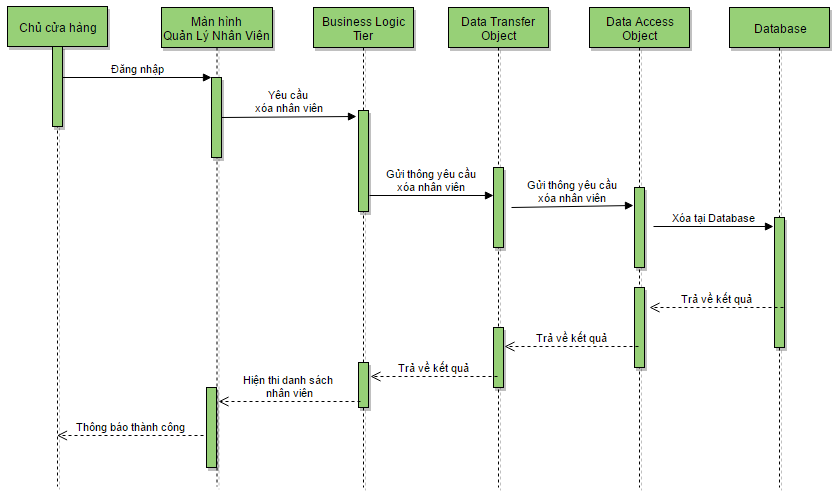 Chủ cửa hàng
Màn hình
Quản Lý Nhân Viên
Business Logic
Tier
Data Transfer
Object
Data Access
Object
Database
Đăng nhập
Yêu cầu
xóa nhân viên
Gửi thông yêu cầu
xóa nhân viên
Gửi thông yêu cầu
xóa nhân viên
Xóa tại Database
Trả về kết quả
Trả về kết quả
Trả về kết quả
Hiện thi danh sách
nhân viên
Thông báo thành công